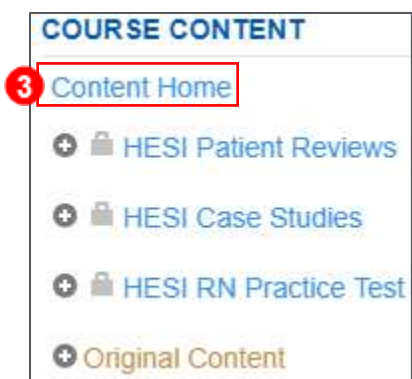 COURSE CONTENT
3 Content Home
HESI Patient Reviews
HESI Case Studies
HESI RN Practice Test
Original Content